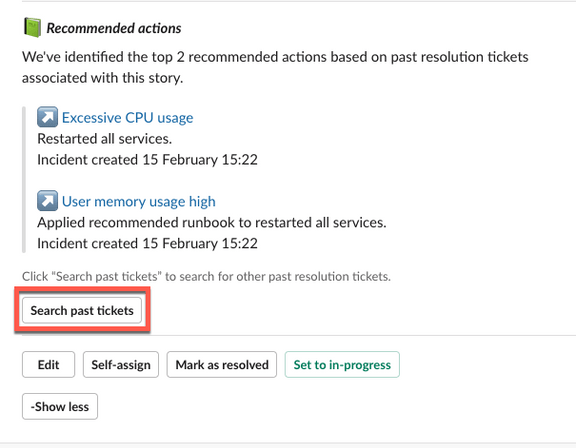 Recommended actions
We've identified the top 2 recommended actions based on past resolution tickets
associated with this story.
Excessive CPU usage
Restarted all services.
Incident created 15 February 15:22
User memory usage high
Applied recommended runbook to restarted all services.
Incident created 15 February 15:22
Click “Search past tickets” to search for other past resolution tickets.
Search past tickets
Edit Self-assign Mark as resolved Set to in-progress
-Show less